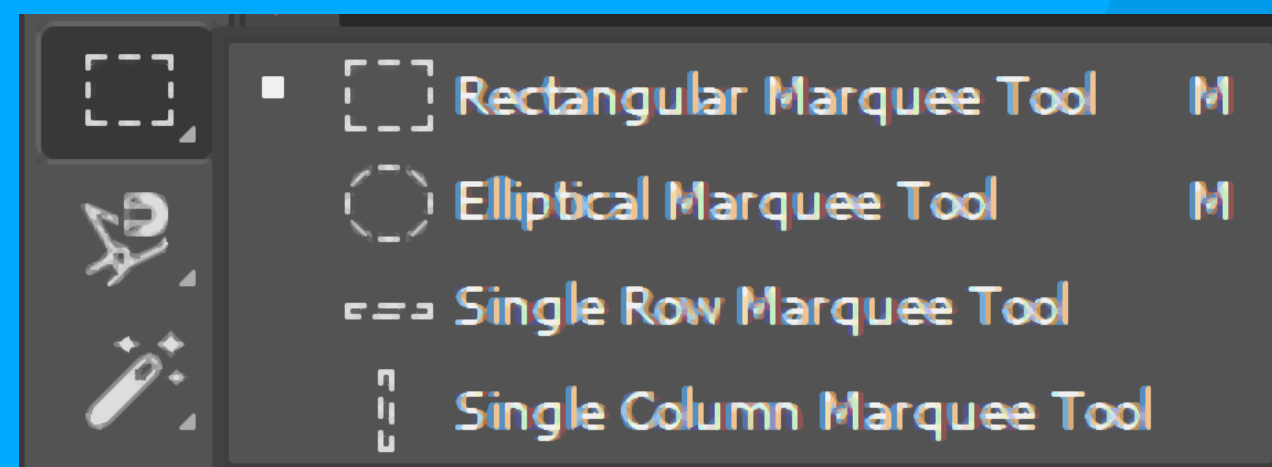 Rectangular Marquee Tool M
Elliptical Marquee Tool M
Single Row Marquee Tool
Single Column Marquee Tool